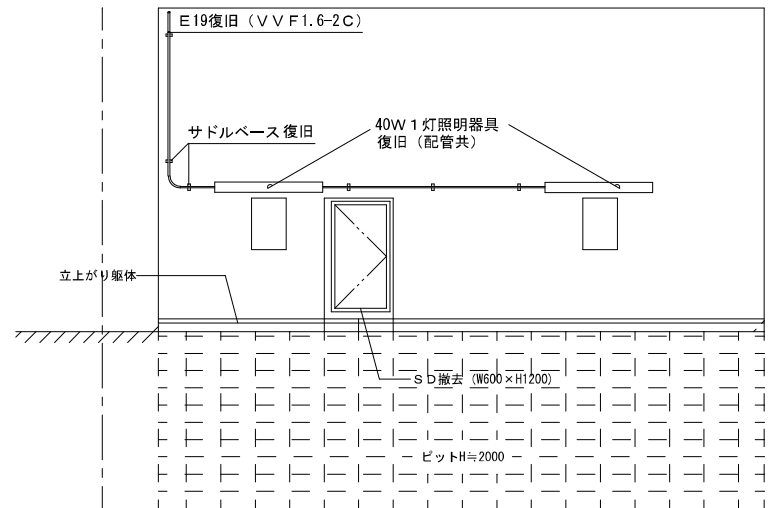 E19復旧（ＶＶＦ1.6-2Ｃ）
サドルベース復旧
40Ｗ１灯照明器具
復旧（配管共）
立上がり躯体
ＳＤ撤去（W600×H1200）
ピットH≒2000